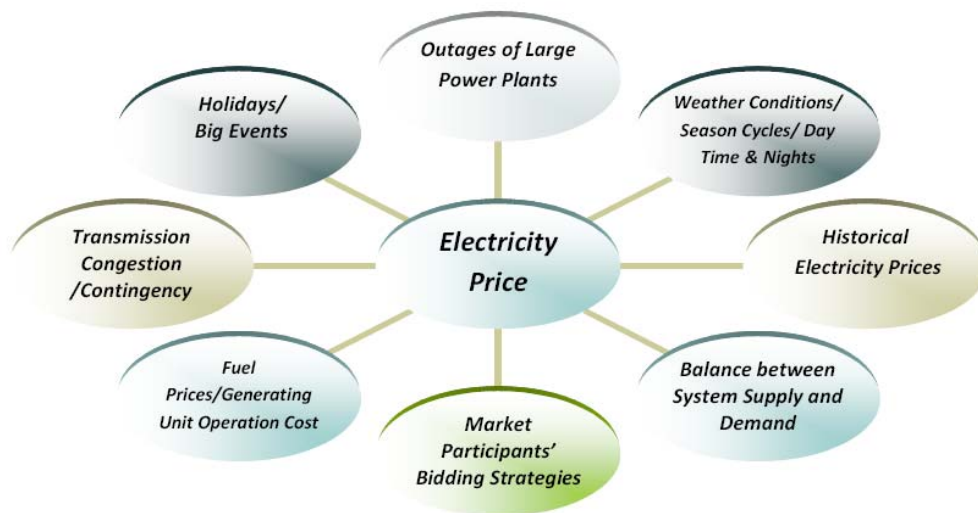 Outages of Large
Power Plants
Holidays/
Big Events
Weather Conditions/
Season Cycles/ Day
Time & Nights
Transmission
Congestion
/Contingency
Electricity
Price
Historical
Electricity Prices
Fuel
Prices/Generating
Unit Operation Cost
Market
Participants’
Bidding Strategies
Balance between
System Supply and
Demand